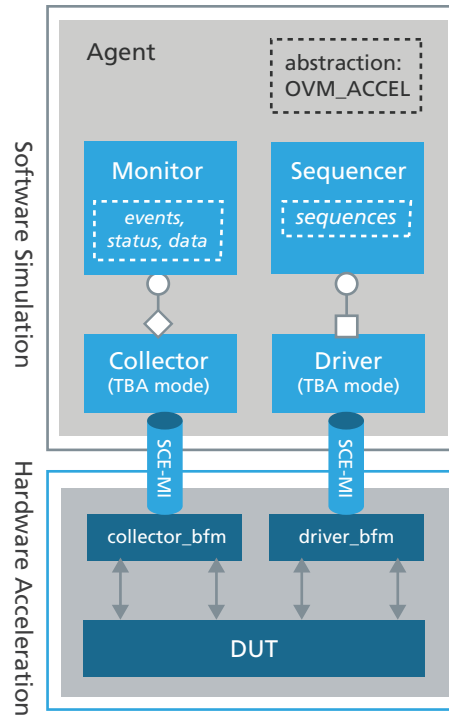 Software Simulation
Agent
abstraction:
OVM_ACCEL
Monitor
events,
status, data
Sequencer
sequences
Collector
(TBA mode)
Driver
(TBA mode)
SCE-MI
SCE-MI
Hardware Acceleration
collector_bfm
driver_bfm
DUT